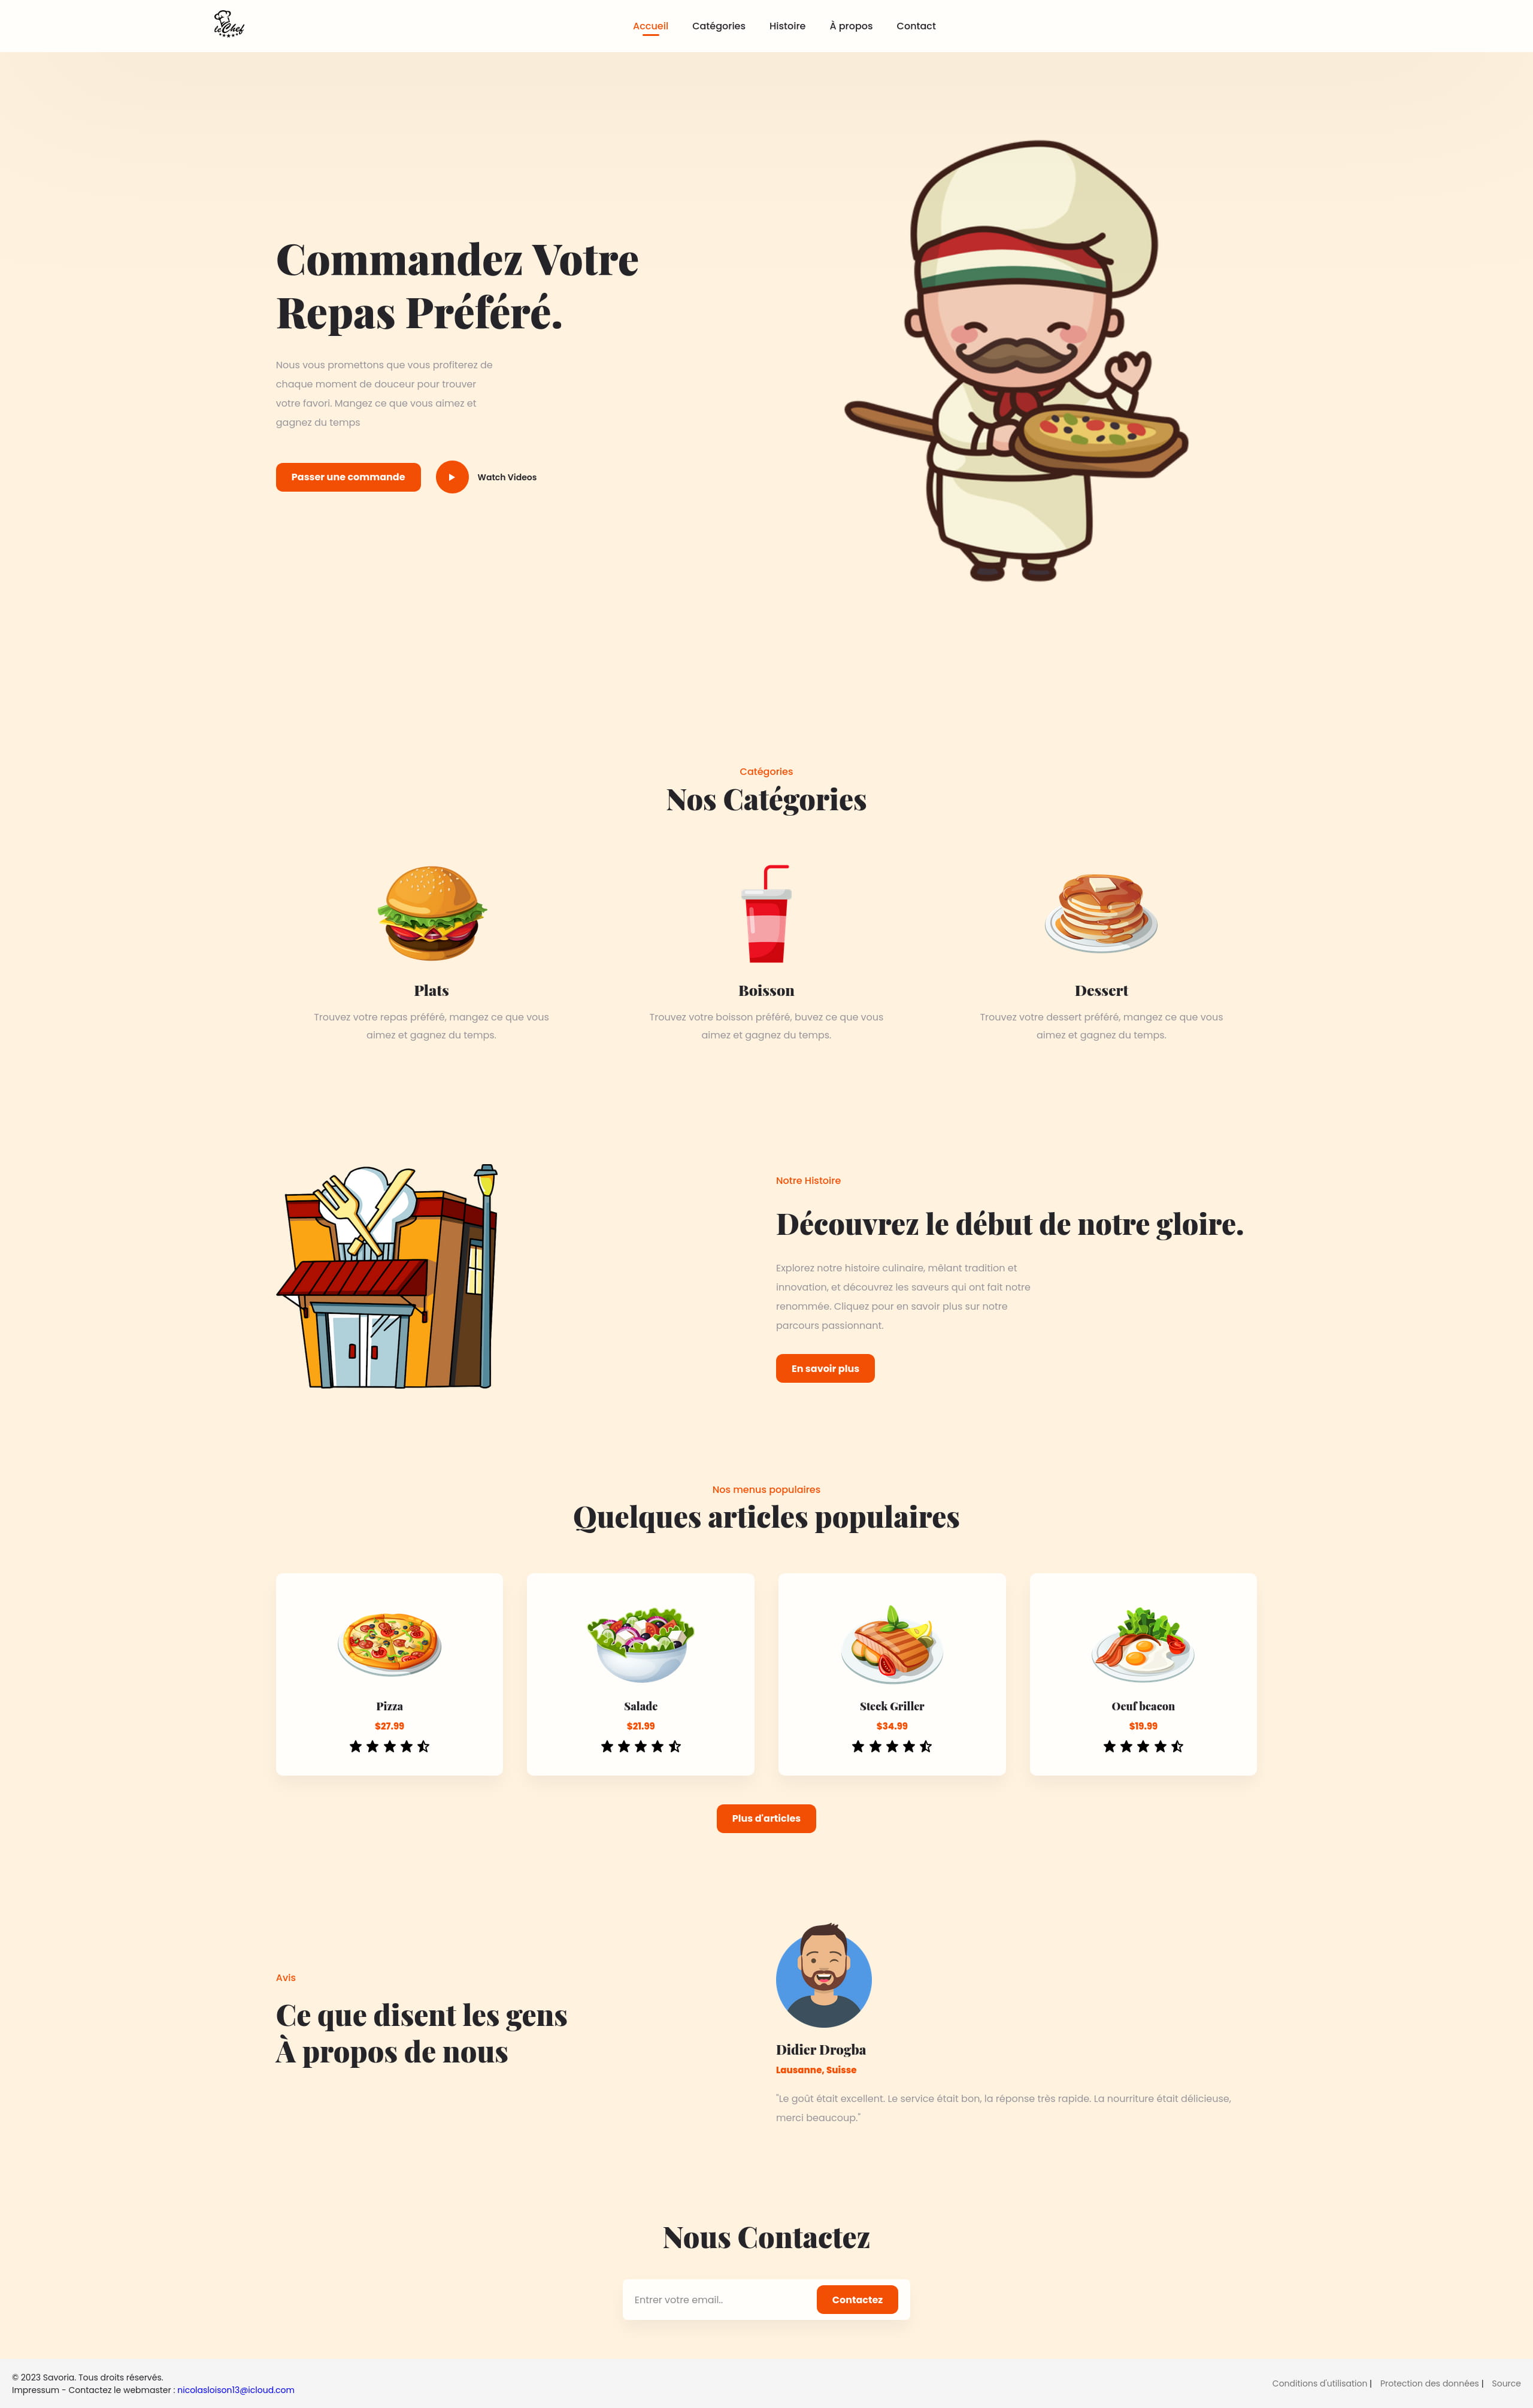 leChef
Accueil
Catégories
Histoire
À propos
Contact
Commandez Votre
Repas Préféré.
Nous vous promettons que vous profiterez de
chaque moment de douceur pour trouver
votre favori. Mangez ce que vous aimez et
gagnez du temps
Passer une commande
Watch Videos
Catégories
Nos Catégories
Plats
Trouvez votre repas préféré, mangez ce que vous
aimez et gagnez du temps.
Boisson
Trouvez votre boisson préféré, buvez ce que vous
aimez et gagnez du temps.
Dessert
Trouvez votre dessert préféré, mangez ce que vous
aimez et gagnez du temps.
Notre Histoire
Découvrez le début de notre gloire.
Explorez notre histoire culinaire, mêlant tradition et
innovation, et découvrez les saveurs qui ont fait notre
renommée. Cliquez pour en savoir plus sur notre
parcours passionnant.
En savoir plus
Nos menus populaires
Quelques articles populaires
Pizza
$27.99
Salade
$21.99
Steck Griller
$34.99
Oeuf beacon
$19.99
Plus d'articles
Avis
Ce que disent les gens
À propos de nous
Didier Drogba
Lausanne, Suisse
"Le goût était excellent. Le service était bon, la réponse très rapide. La nourriture était délicieuse,
merci beaucoup."
Nous Contactez
Entrer votre email..
Contactez
© 2023 Savoria. Tous droits réservés.
Impressum - Contactez le webmaster : nicolasloison13@icloud.com
Conditions d'utilisation | Protection des données | Source